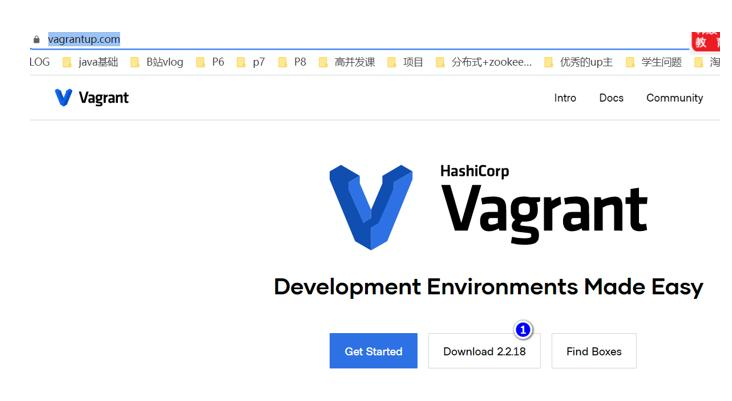 vagrantup.com
教 育
LOG java基础 B站vlog P6 p7 P8 高并发课 项目 分布式+zookee... 优秀的up主 学生问题 淘
Vagrant Intro Docs Community
HashiCorp
Vagrant
Development Environments Made Easy
1
Get Started Download 2.2.18 Find Boxes